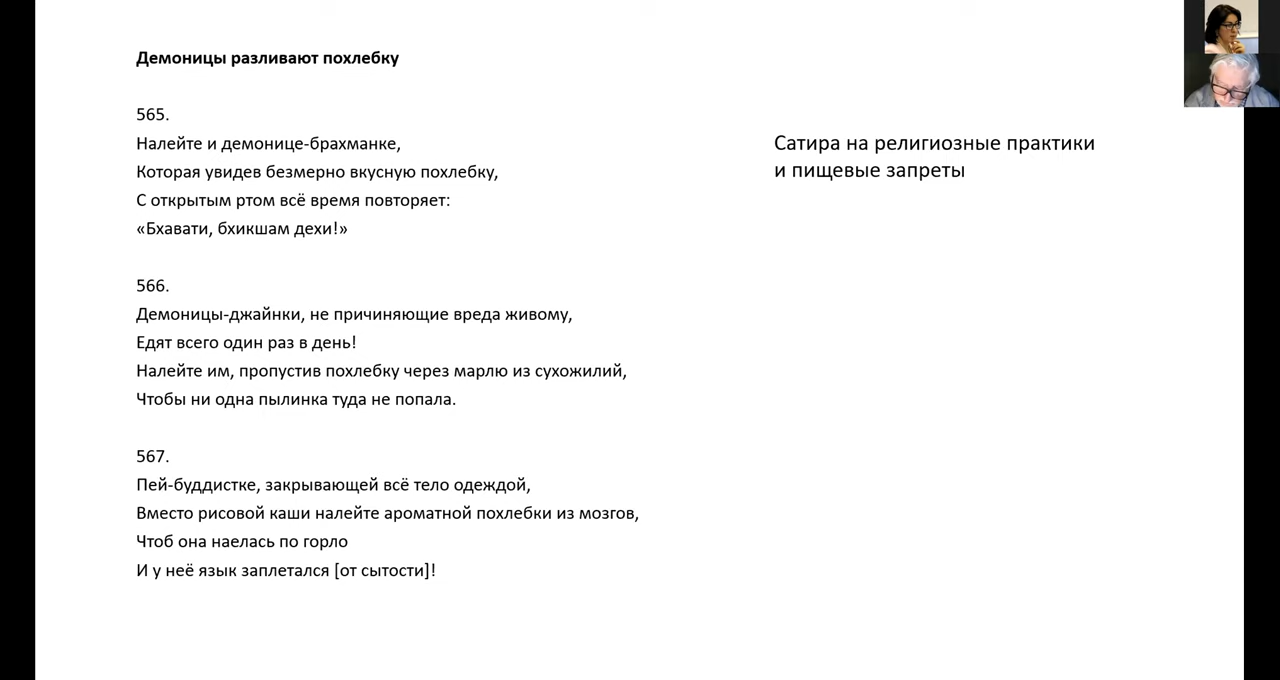 Демоницы разливают похлебку
565.
Налейте и демонице-брахманке,
Которая увидев безмерно вкусную похлебку,
С открытым ртом всё время повторяет:
«Бхавати, бхикшам дехи!»
566.
Демоницы-джайнки, не причиняющие вреда живому,
Едят всего один раз в день!
Налейте им, пропустив похлебку через марлю из сухожилий,
Чтобы ни одна пылинка туда не попала.
567.
Пей-буддистке, закрывающей всё тело одеждой,
Вместо рисовой каши налейте ароматной похлебки из мозгов,
Чтоб она наелась по горло
И у неё язык заплетался [от сытости]!
Сатира на религиозные практики
и пищевые запреты